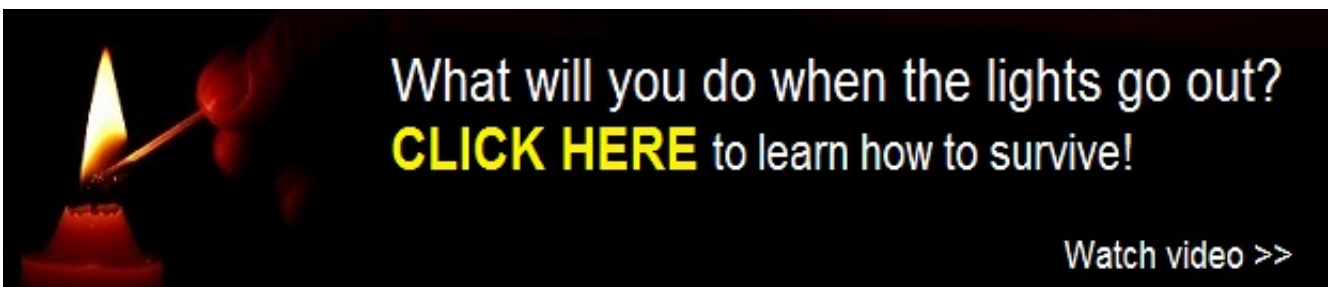 What will you do when the lights go out?
CLICK HERE to learn how to survive!
Watch video >>